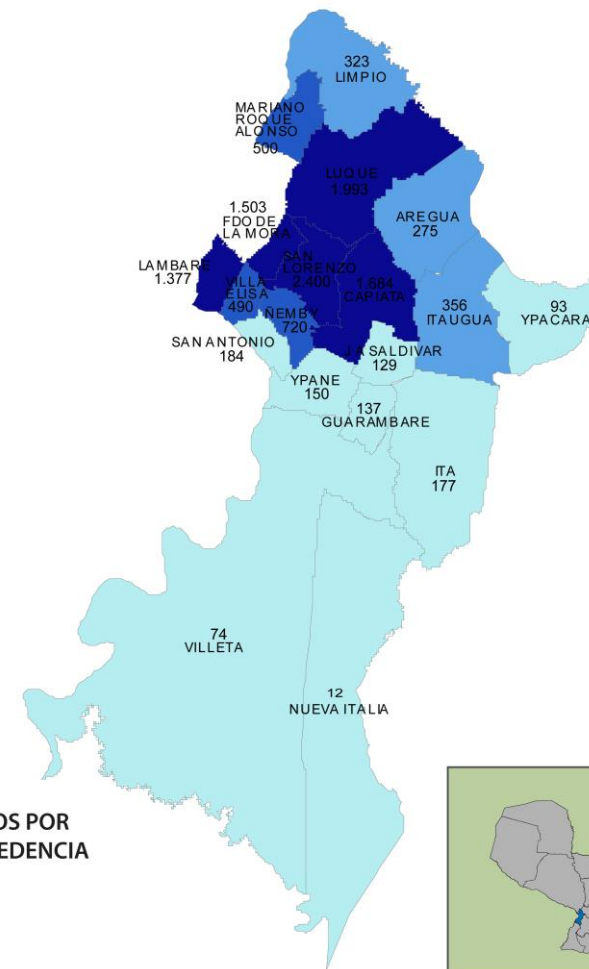 323
LIMPIO
MARIANO
ROQUE
ALONSO
500
LUQUE
1.993
1.503
FDO DE
LA MORA
AREGUA
275
SAN
LORENZO
2.400
1.684
CAPIATA
LAMBARE
1.377
VILLA
ELISA
490
ÑEMBY
720
356
ITAUGUA
93
YPACARA
SAN ANTONIO
184
J A SALDIVAR
129
YPANE
150
137
GUARAMBARE
ITA
177
74
VILLETA
12
NUEVA ITALIA
OS POR
EDENCIA